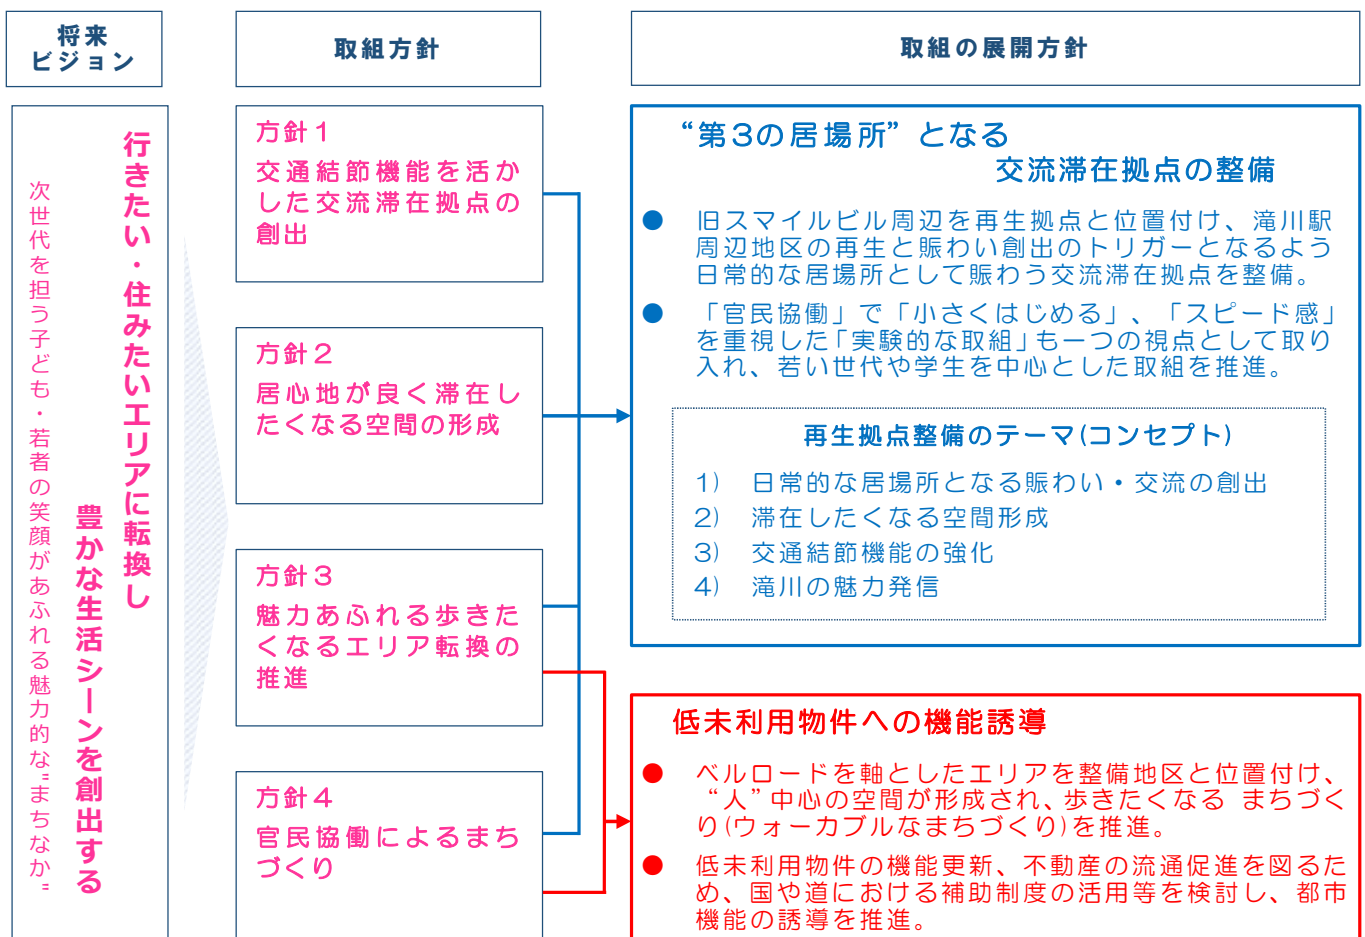 将来
ビジョン
取組方針
取組の展開方針
行きたい・住みたいエリアに転換し
豊かな生活シーンを創出する
次世代を担う子ども・若者の笑顔があふれる魅力的な"まちなか"
方針１
交通結節機能を活か
した交流滞在拠点の
創出
方針２
居心地が良く滞在し
たくなる空間の形成
方針３
魅力あふれる歩きた
くなるエリア転換の
推進
方針４
官民協働によるまち
づくり
“第3の居場所” となる
交流滞在拠点の整備
● 旧スマイルビル周辺を再生拠点と位置付け、滝川駅
周辺地区の再生と賑わい創出のトリガーとなるよう
日常的な居場所として賑わう交流滞在拠点を整備。
● 「官民協働」で「小さくはじめる」、「スピード感」
を重視した「実験的な取組」も一つの視点として取り
入れ、若い世代や学生を中心とした取組を推進。
再生拠点整備のテーマ(コンセプト)
1) 日常的な居場所となる賑わい・交流の創出
2) 滞在したくなる空間形成
3) 交通結節機能の強化
4) 滝川の魅力発信
低未利用物件への機能誘導
● ベルロードを軸としたエリアを整備地区と位置付け、
“人”中心の空間が形成され、歩きたくなる まちづく
り(ウォーカブルなまちづくり)を推進。
● 低未利用物件の機能更新、不動産の流通促進を図るた
め、国や道における補助制度の活用等を検討し、都市
機能の誘導を推進。